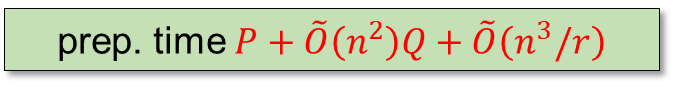 prep. time P + Õ(n²)Q + Õ(n³/r)